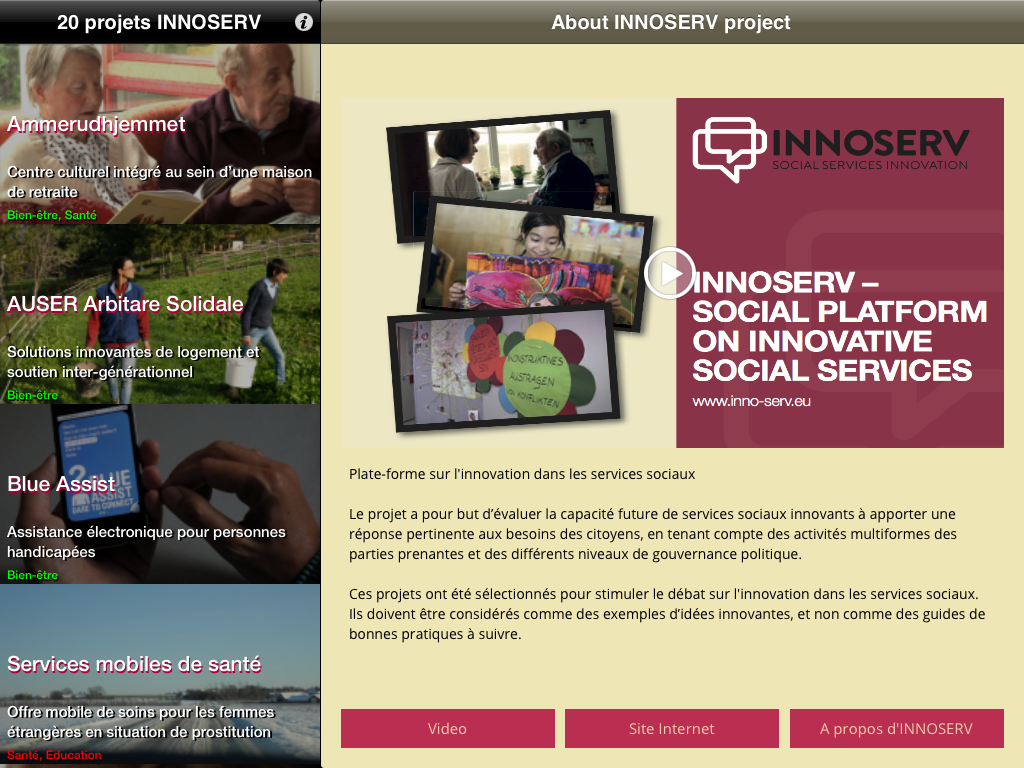 20 projets INNOSERV
i
Ammerudhjemmet
Centre culturel intégré au sein d'une maison
de retraite
Bien-être, Santé
AUSER Arbitare Solidale
Solutions innovantes de logement et
soutien inter-générationnel
Bien-être
BLUE
ASSIST
DARE TO CONNECT
Blue Assist
Assistance électronique pour personnes
handicapées
Bien-être
Services mobiles de santé
Offre mobile de soins pour les femmes
étrangères en situation de prostitution
Santé, Education
About INNOSERV project
INNOSERV
SOCIAL SERVICES INNOVATION
KONSTRUKTIVES
AUSTRAGEN
VON KONFLIKTEN
INNOSERV –
SOCIAL PLATFORM
ON INNOVATIVE
SOCIAL SERVICES
www.inno-serv.eu
Plate-forme sur l'innovation dans les services sociaux
Le projet a pour but d’évaluer la capacité future de services sociaux innovants à apporter une
réponse pertinente aux besoins des citoyens, en tenant compte des activités multiformes des
parties prenantes et des différents niveaux de gouvernance politique.
Ces projets ont été sélectionnés pour stimuler le débat sur l'innovation dans les services sociaux.
Ils doivent être considérés comme des exemples d’idées innovantes, et non comme des guides de
bonnes pratiques à suivre.
Video
Site Internet
A propos d'INNOSERV